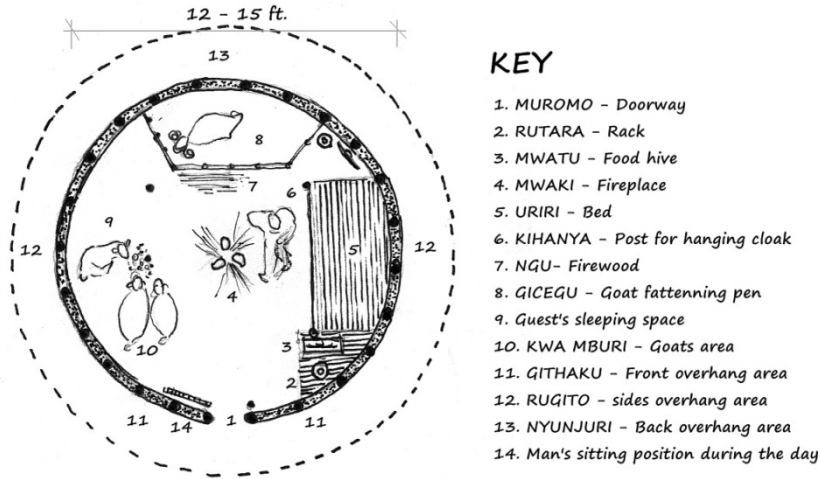 12 - 15 ft.
13
8
7
6
9
12
5
12
4
3
10
2
11
14
1
11
KEY
1. MUROMO - Doorway
2. RUTARA - Rack
3. MWATU - Food hive
4. MWAKI - Fireplace
5. URIRI - Bed
6. KIHANYA - Post for hanging cloak
7. NGU- Firewood
8. GICEGU - Goat fattenning pen
9. Guest's sleeping space
10. KWA MBURI - Goats area
11. GITHAKU - Front overhang area
12. RUGITO - sides overhang area
13. NYUNJURI - Back overhang area
14. Man's sitting position during the day